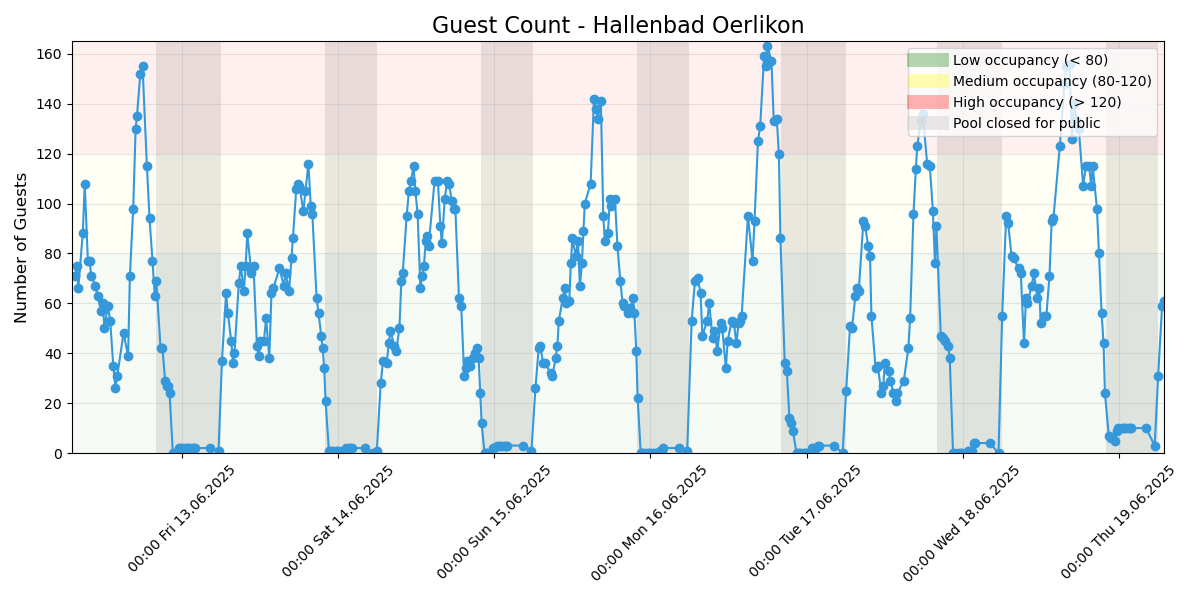 Guest Count - Hallenbad Oerlikon
Number of Guests
160
140
120
100
80
60
40
20
0
Low occupancy (< 80)
Medium occupancy (80-120)
High occupancy (> 120)
Pool closed for public
00:00 Fri 13.06.2025
00:00 Sat 14.06.2025
00:00 Sun 15.06.2025
00:00 Mon 16.06.2025
00:00 Tue 17.06.2025
00:00 Wed 18.06.2025
00:00 Thu 19.06.2025